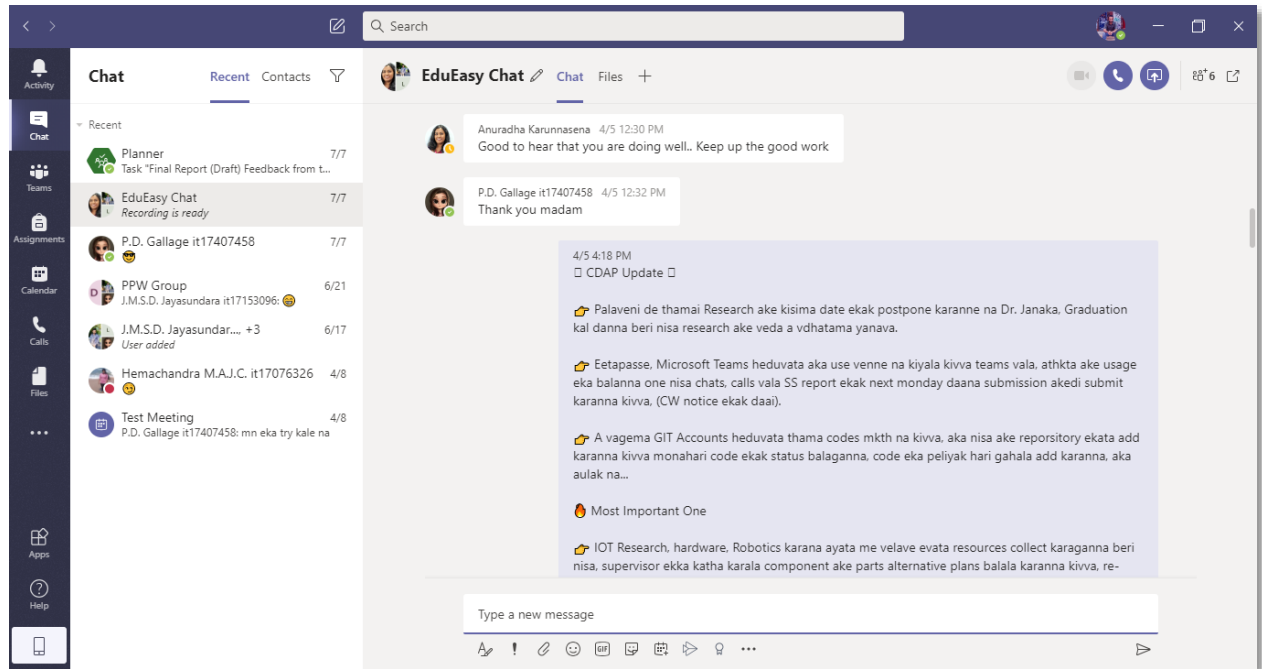 Search
Activity
Chat
Teams
Assignments
Calendar
Calls
Files
Apps
Help
Chat
Recent Contacts
Recent
Planner 7/7
Task "Final Report (Draft) Feedback from t...
EduEasy Chat 7/7
Recording is ready
P.D. Gallage it17407458 7/7
😎
PPW Group 6/21
J.M.S.D. Jayasundara it17153096: 😁
J.M.S.D. Jayasundar..., +3 6/17
User added
Hemachandra M.A.J.C. it17076326 4/8
😏
Test Meeting 4/8
P.D. Gallage it17407458: mn eka try kale na
EduEasy Chat Chat Files
6
Anuradha Karunnasena 4/5 12:30 PM
Good to hear that you are doing well.. Keep up the good work
P.D. Gallage it17407458 4/5 12:32 PM
Thank you madam
4/5 4:18 PM
▯ CDAP Update ▯
👉 Palaveni de thamai Research ake kisima date ekak postpone karanne na Dr. Janaka, Graduation
kal danna beri nisa research ake veda a vdhatama yanava.
👉 Eetapasse, Microsoft Teams heduvata aka use venne na kiyala kivva teams vala, athkta ake usage
eka balanna one nisa chats, calls vala SS report ekak next monday daana submission akedi submit
karanna kivva, (CW notice ekak daai).
👉 A vagema GIT Accounts heduvata thama codes mkth na kivva, aka nisa ake reporsitory ekata add
karanna kivva monahari code ekak status balaganna, code eka peliyak hari gahala add karanna, aka
aulak na...
🔥 Most Important One
👉 IOT Research, hardware, Robotics karana ayata me velave evata resources collect karaganna beri
nisa, supervisor ekka katha karala component ake parts alternative plans balala karanna kivva, re-
Type a new message
GIF